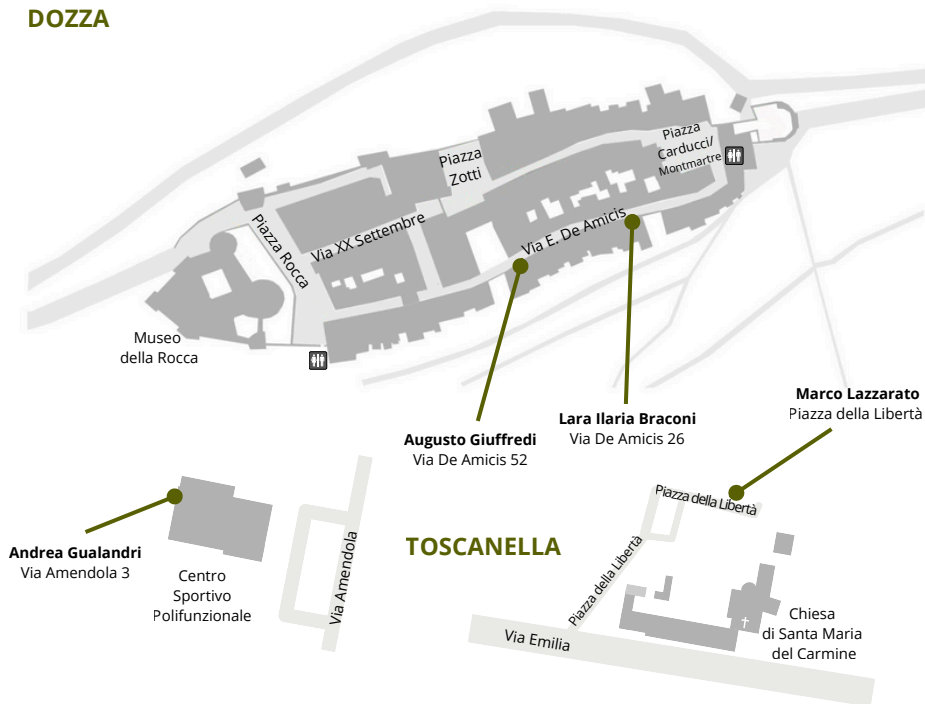 DOZZA
Piazza
Carducci/
Montmartre
Piazza
Zotti
Via XX Settembre
Via E. De Amicis
Piazza Rocca
Museo
della Rocca
Marco Lazzarato
Piazza della Libertà
Lara Ilaria Braconi
Via De Amicis 26
Augusto Giuffredi
Via De Amicis 52
Andrea Gualandri
Via Amendola 3
Centro
Sportivo
Polifunzionale
Via Amendola
TOSCANELLA
Piazza della Libertà
Piazza della Libertà
Via Emilia
Chiesa
di Santa Maria
del Carmine